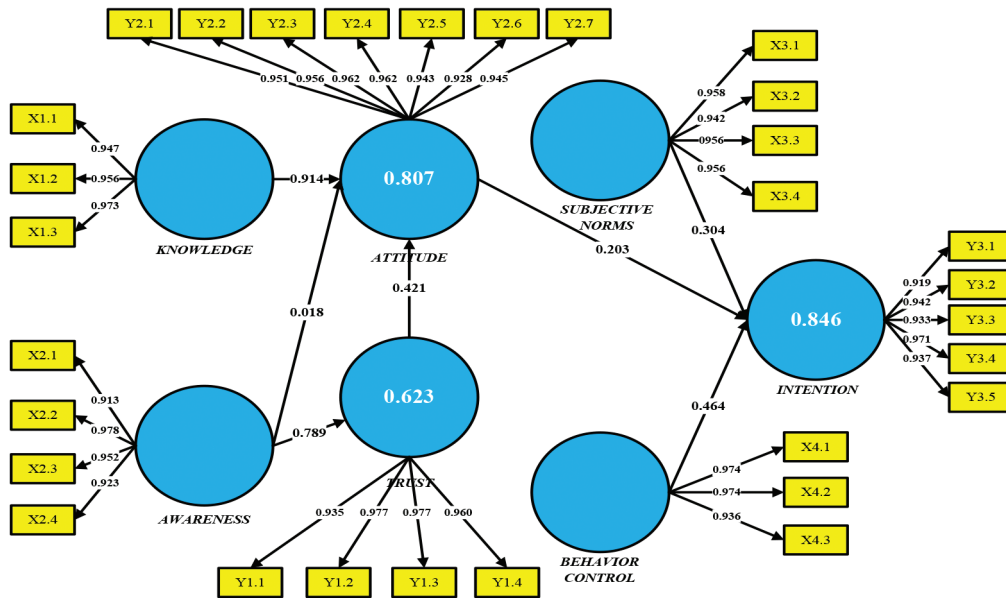 Y2.1 Y2.2 Y2.3 Y2.4 Y2.5 Y2.6 Y2.7
0.951 0.956 0.962 0.962 0.943 0.928 0.945
X1.1
X1.2
X1.3
0.947
0.956
0.973
KNOWLEDGE
0.914
0.807
ATTITUDE
SUBJECTIVE
NORMS
X3.1
X3.2
X3.3
X3.4
0.958
0.942
0956
0.956
0.304
0.203
0.421
0.018
X2.1
X2.2
X2.3
X2.4
0.913
0.978
0.952
0.923
AWARENESS
0.789
0.623
TRUST
0.935 0.977 0.977 0.960
Y1.1 Y1.2 Y1.3 Y1.4
0.846
INTENTION
Y3.1
Y3.2
Y3.3
Y3.4
Y3.5
0.919
0.942
0.933
0.971
0.937
0.464
BEHAVIOR
CONTROL
X4.1
X4.2
X4.3
0.974
0.974
0.936